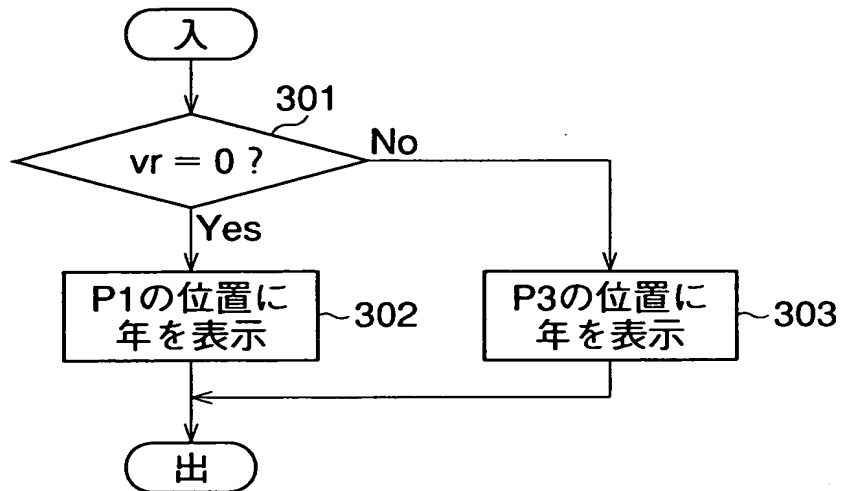 入
301
vr = 0 ?
No
Yes
P1の位置に
年を表示
302
P3の位置に
年を表示
303
出